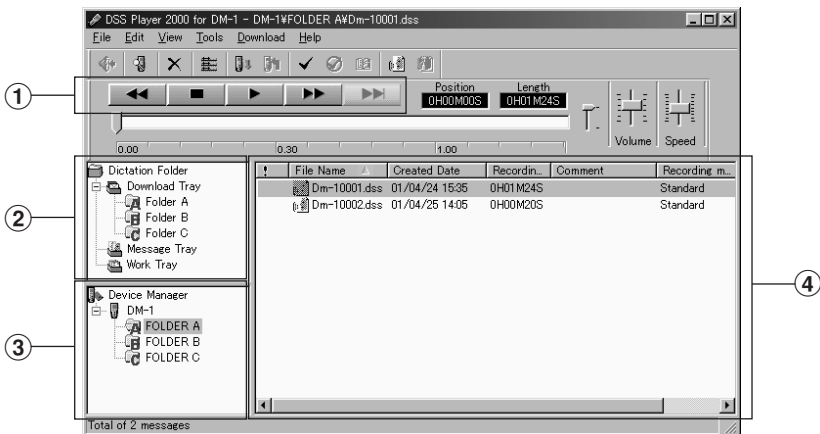 DSS Player 2000 for DM-1 - DM-1¥FOLDER A¥Dm-10001.dss
File Edit View Tools Download Help
1
Position Length
0H00M00S 0H01M24S
Volume Speed
0.00 0.30 1.00
2
Dictation Folder
Download Tray
Folder A
Folder B
Folder C
Message Tray
Work Tray
3
Device Manager
DM-1
FOLDER A
FOLDER B
FOLDER C
! File Name Created Date Recordin... Comment Recording m...
Dm-10001.dss 01/04/24 15:35 0H01M24S Standard
Dm-10002.dss 01/04/25 14:05 0H00M20S Standard
4
Total of 2 messages